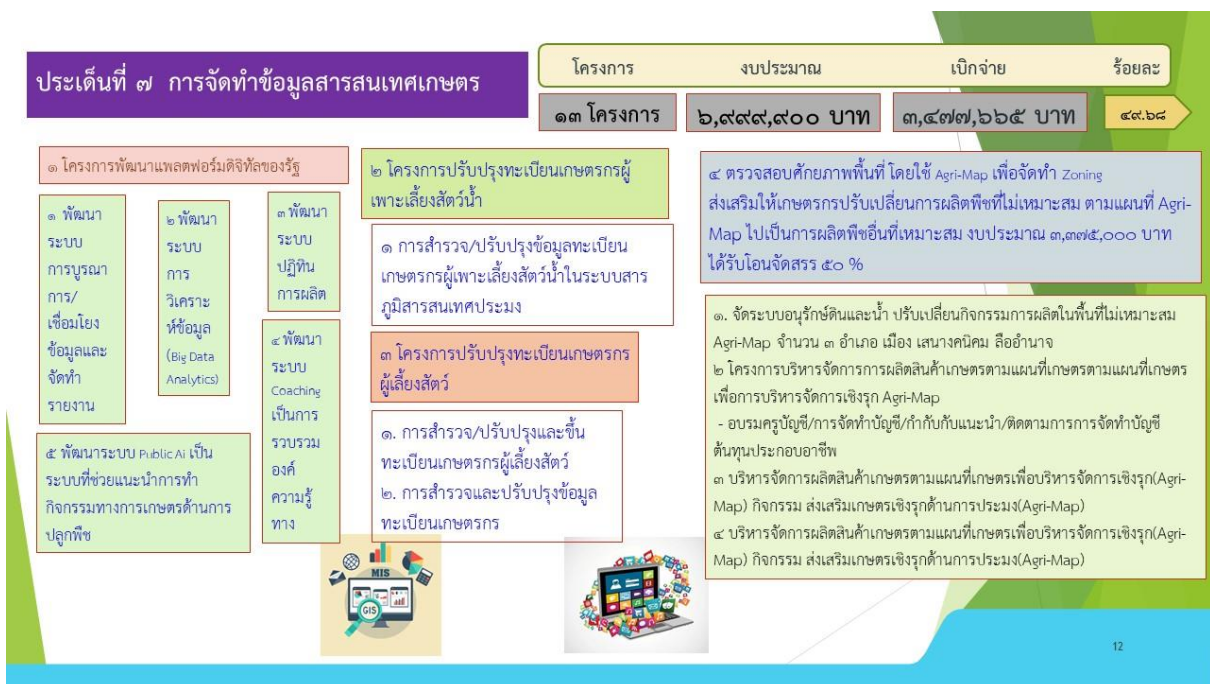 ประเด็นที่ ๗ การจัดทำข้อมูลสารสนเทศเกษตร
โครงการ งบประมาณ เบิกจ่าย ร้อยละ
๑๓ โครงการ ๖,๙๙๙,๙๐๐ บาท ๓,๔๗๗,๖๖๕ บาท ๔๙.๖๘
๑ โครงการพัฒนาแพลตฟอร์มดิจิทัลของรัฐ
๑ พัฒนา
ระบบ
การบูรณา
การ/
เชื่อมโยง
ข้อมูลและ
จัดทำ
รายงาน
๒ พัฒนา
ระบบ
การ
วิเคราะ
ห์ข้อมูล
(Big Data
Analytics)
๓ พัฒนา
ระบบ
ปฏิทิน
การผลิต
๔ พัฒนา
ระบบ
Coaching
เป็นการ
รวบรวม
องค์
ความรู้
ทาง
๕ พัฒนาระบบ Public Ai เป็น
ระบบที่ช่วยแนะนำการทำ
กิจกรรมทางการเกษตรด้านการ
ปลูกพืช
๒ โครงการปรับปรุงทะเบียนเกษตรกรผู้
เพาะเลี้ยงสัตว์น้ำ
๑ การสำรวจ/ปรับปรุงข้อมูลทะเบียน
เกษตรกรผู้เพาะเลี้ยงสัตว์น้ำในระบบสาร
ภูมิสารสนเทศประมง
๓ โครงการปรับปรุงทะเบียนเกษตรกร
ผู้เลี้ยงสัตว์
๑. การสำรวจ/ปรับปรุงและขึ้น
ทะเบียนเกษตรกรผู้เลี้ยงสัตว์
๒. การสำรวจและปรับปรุงข้อมูล
ทะเบียนเกษตรกร
MIS
GIS
๔ ตรวจสอบศักยภาพพื้นที่ โดยใช้ Agri-Map เพื่อจัดทำ Zoning
ส่งเสริมให้เกษตรกรปรับเปลี่ยนการผลิตพืชที่ไม่เหมาะสม ตามแผนที่ Agri-
Map ไปเป็นการผลิตพืชอื่นที่เหมาะสม งบประมาณ ๓,๓๗๕,๐๐๐ บาท
ได้รับโอนจัดสรร ๕๐ %
๑. จัดระบบอนุรักษ์ดินและน้ำ ปรับเปลี่ยนกิจกรรมการผลิตในพื้นที่ไม่เหมาะสม
Agri-Map จำนวน ๓ อำเภอ เมือง เสนางคนิคม ลืออำนาจ
๒ โครงการบริหารจัดการการผลิตสินค้าเกษตรตามแผนที่เกษตรตามแผนที่เกษตร
เพื่อการบริหารจัดการเชิงรุก Agri-Map
- อบรมครูบัญชี/การจัดทำบัญชี/กำกับกับแนะนำ/ติดตามการการจัดทำบัญชี
ต้นทุนประกอบอาชีพ
๓ บริหารจัดการผลิตสินค้าเกษตรตามแผนที่เกษตรเพื่อบริหารจัดการเชิงรุก(Agri-
Map) กิจกรรม ส่งเสริมเกษตรเชิงรุกด้านการประมง(Agri-Map)
๔ บริหารจัดการผลิตสินค้าเกษตรตามแผนที่เกษตรเพื่อบริหารจัดการเชิงรุก(Agri-
Map) กิจกรรม ส่งเสริมเกษตรเชิงรุกด้านการประมง(Agri-Map)
12